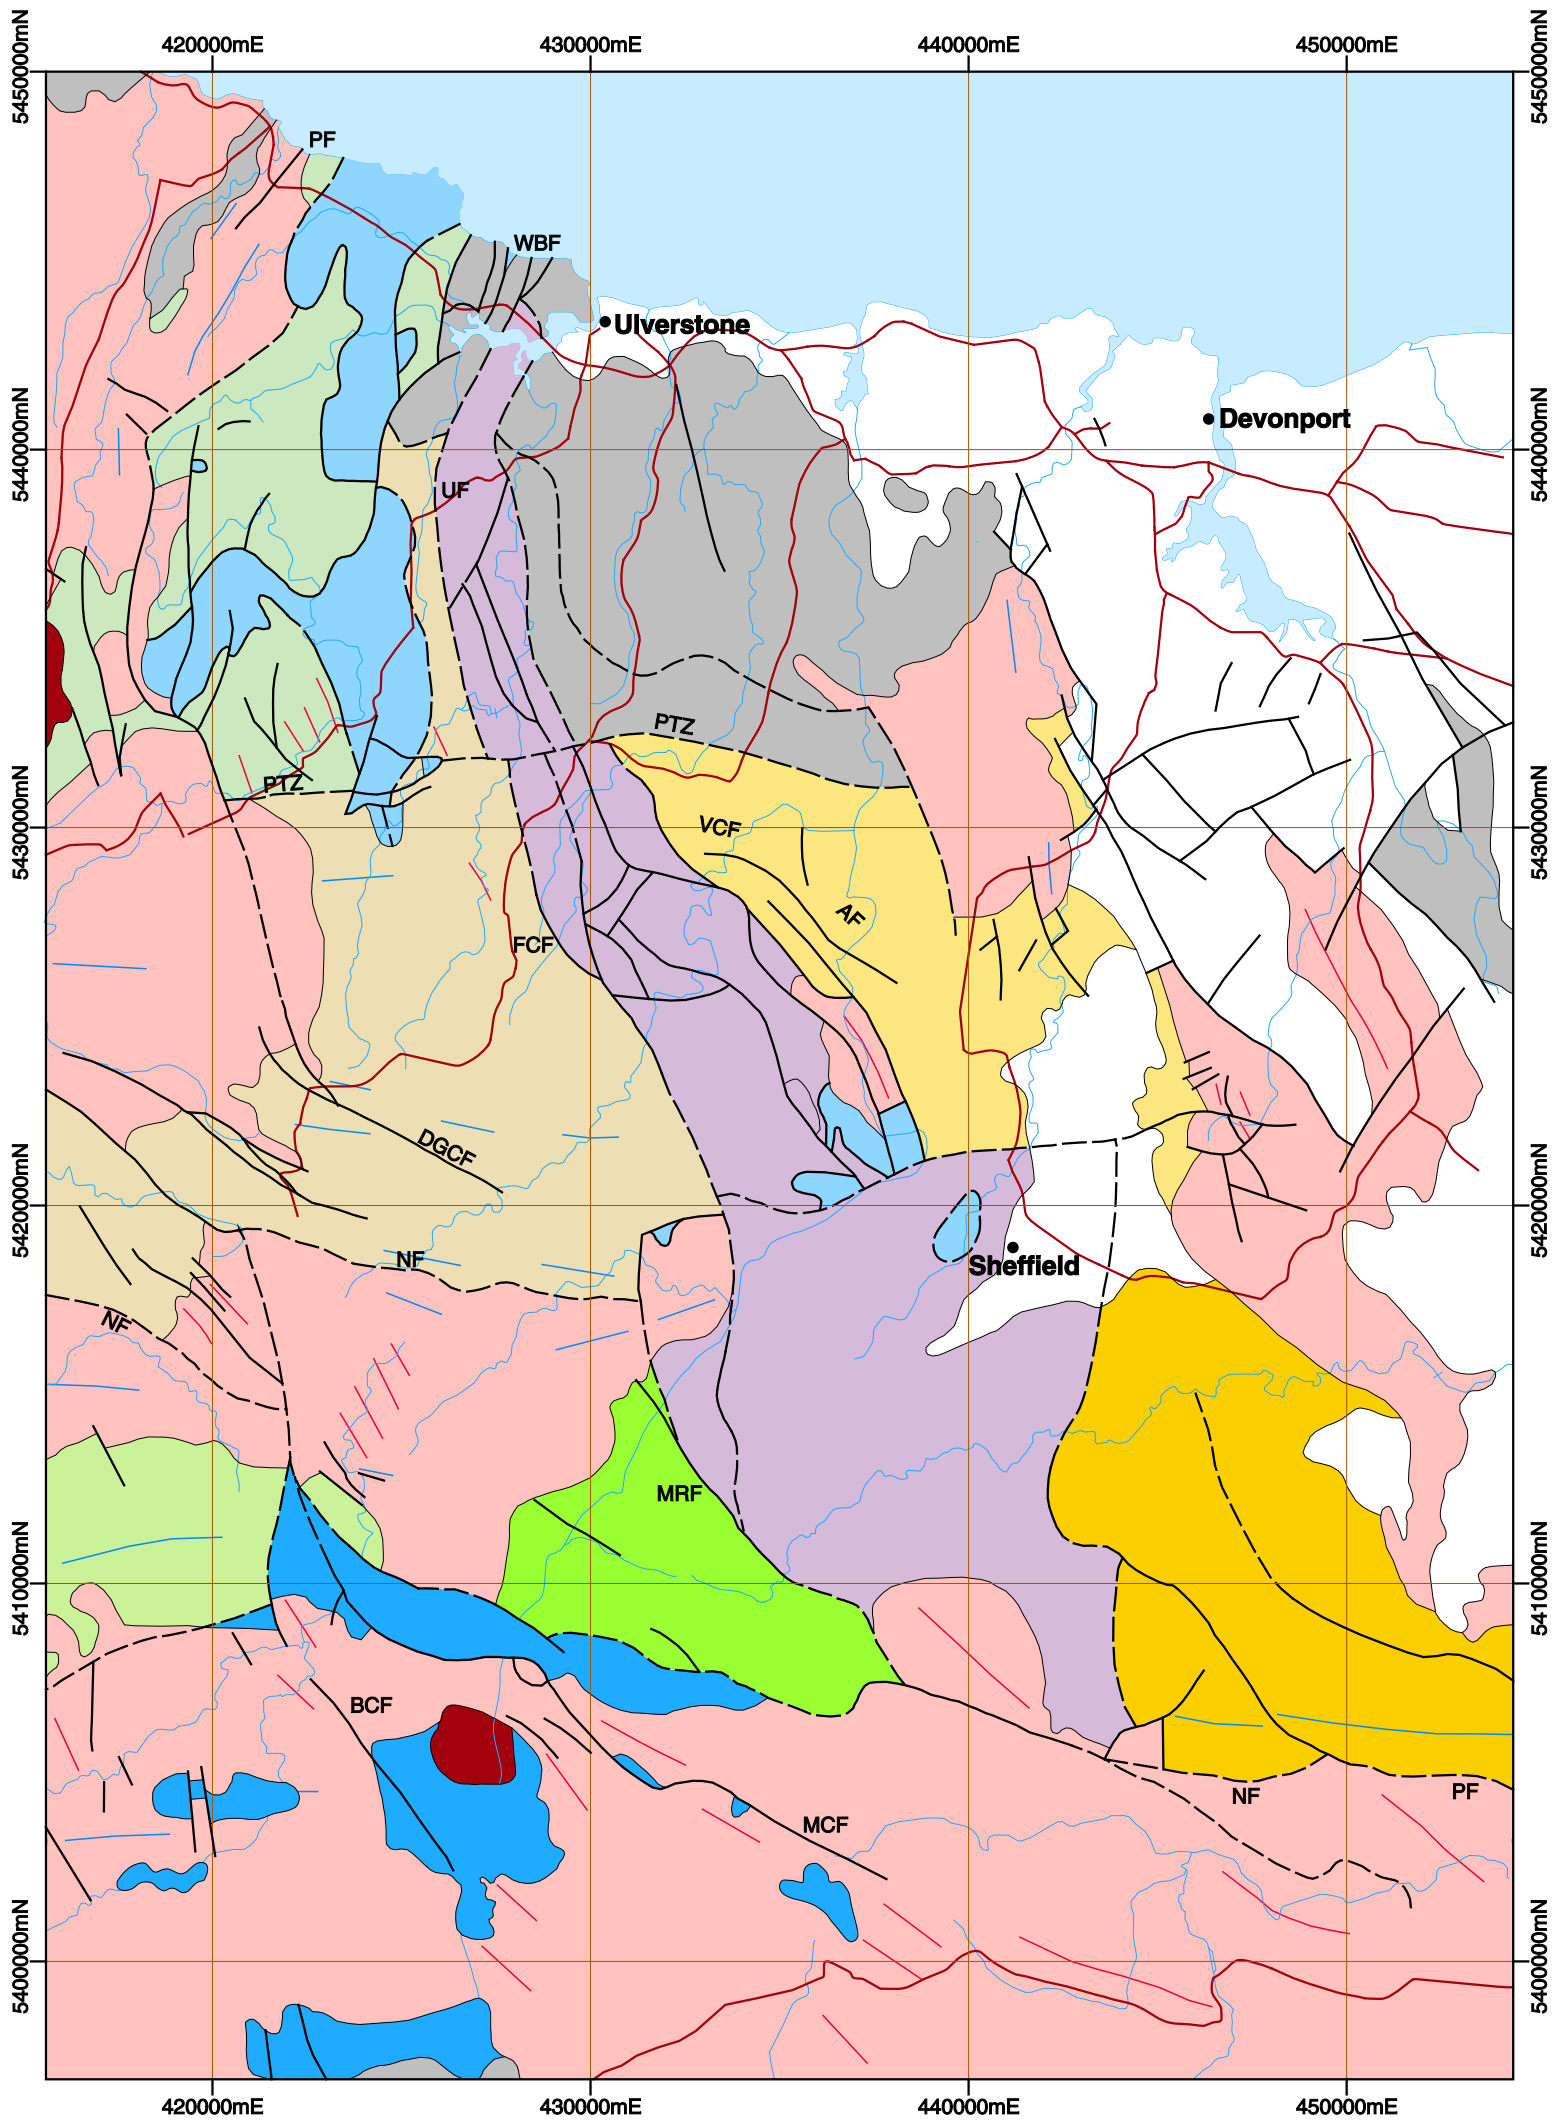 420000mE
430000mE
440000mE
450000mE
5450000mN
5450000mN
PF
WBF
Ulverstone
Devonport
5440000mN
5440000mN
UF
PTZ
PTZ
5430000mN
VCF
5430000mN
AF
FCF
DGCF
5420000mN
5420000mN
NF
Sheffield
NF
MRF
5410000mN
5410000mN
BCF
NF
PF
MCF
5400000mN
5400000mN
420000mE
430000mE
440000mE
450000mE